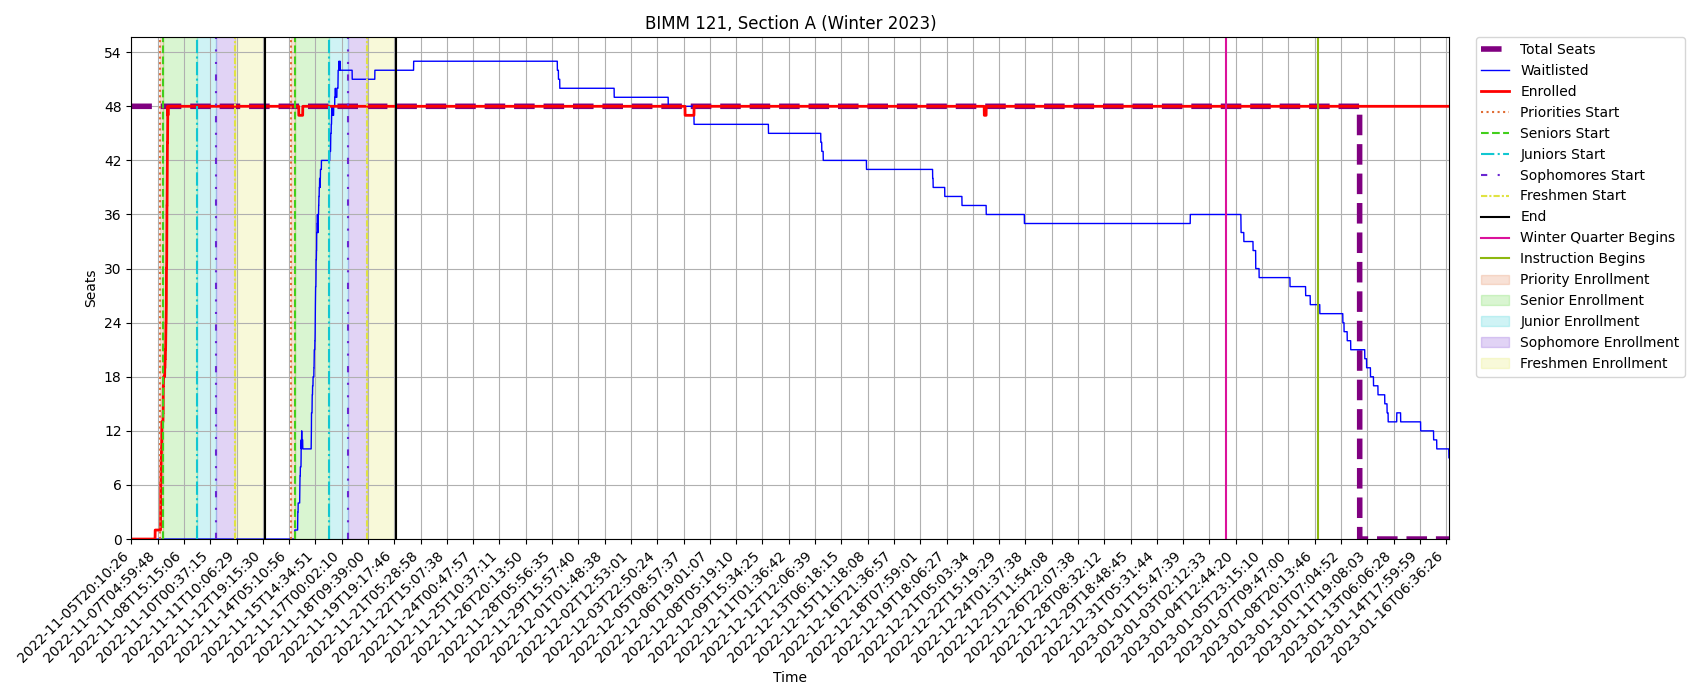 BIMM 121, Section A (Winter 2023)
Seats
54
48
42
36
30
24
18
12
6
0
2022-11-05T20:10:26
2022-11-07T04:59:48
2022-11-08T15:15:06
2022-11-10T00:37:15
2022-11-11T10:06:29
2022-11-12T19:15:30
2022-11-14T05:10:56
2022-11-15T14:34:51
2022-11-17T00:02:10
2022-11-18T09:39:00
2022-11-19T19:17:46
2022-11-21T05:28:58
2022-11-22T15:07:38
2022-11-24T00:47:57
2022-11-25T10:37:11
2022-11-26T20:13:50
2022-11-28T05:56:35
2022-11-29T15:57:40
2022-12-01T01:48:38
2022-12-02T12:53:01
2022-12-03T22:50:24
2022-12-05T08:57:37
2022-12-06T19:01:07
2022-12-08T05:19:10
2022-12-09T15:34:25
2022-12-11T01:36:42
2022-12-12T12:06:39
2022-12-13T06:18:15
2022-12-15T11:18:08
2022-12-16T21:36:57
2022-12-18T07:59:01
2022-12-19T18:06:27
2022-12-21T05:03:34
2022-12-22T15:19:29
2022-12-24T01:37:38
2022-12-25T11:54:08
2022-12-26T22:07:38
2022-12-28T08:32:12
2022-12-29T18:48:45
2022-12-31T05:31:44
2023-01-01T15:47:39
2023-01-03T02:12:33
2023-01-04T12:44:20
2023-01-05T23:15:10
2023-01-07T09:47:00
2023-01-08T20:13:46
2023-01-10T07:04:52
2023-01-11T19:08:03
2023-01-13T06:06:28
2023-01-14T17:59:59
2023-01-16T06:36:26
Time
Total Seats
Waitlisted
Enrolled
Priorities Start
Seniors Start
Juniors Start
Sophomores Start
Freshmen Start
End
Winter Quarter Begins
Instruction Begins
Priority Enrollment
Senior Enrollment
Junior Enrollment
Sophomore Enrollment
Freshmen Enrollment